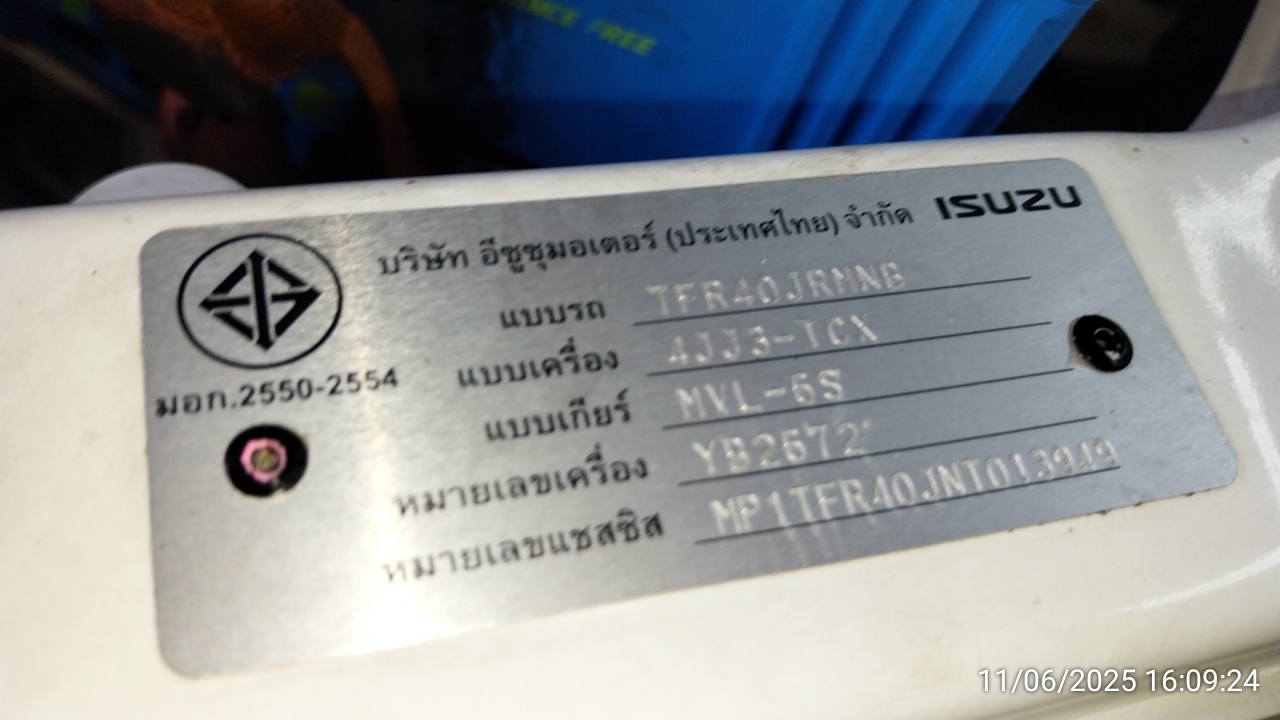 ENCE FREE
บริษัท อีซูซุมอเตอร์ (ประเทศไทย) จำกัด ISUZU
แบบรถ TFR40JRMNB
แบบเครื่อง 4JJ3-TCX
มอก.2550-2554
แบบเกียร์ MVL-6S
หมายเลขเครื่อง YB2672
หมายเลขแชสซิส MP1TFR40JNT013949
11/06/2025 16:09:24